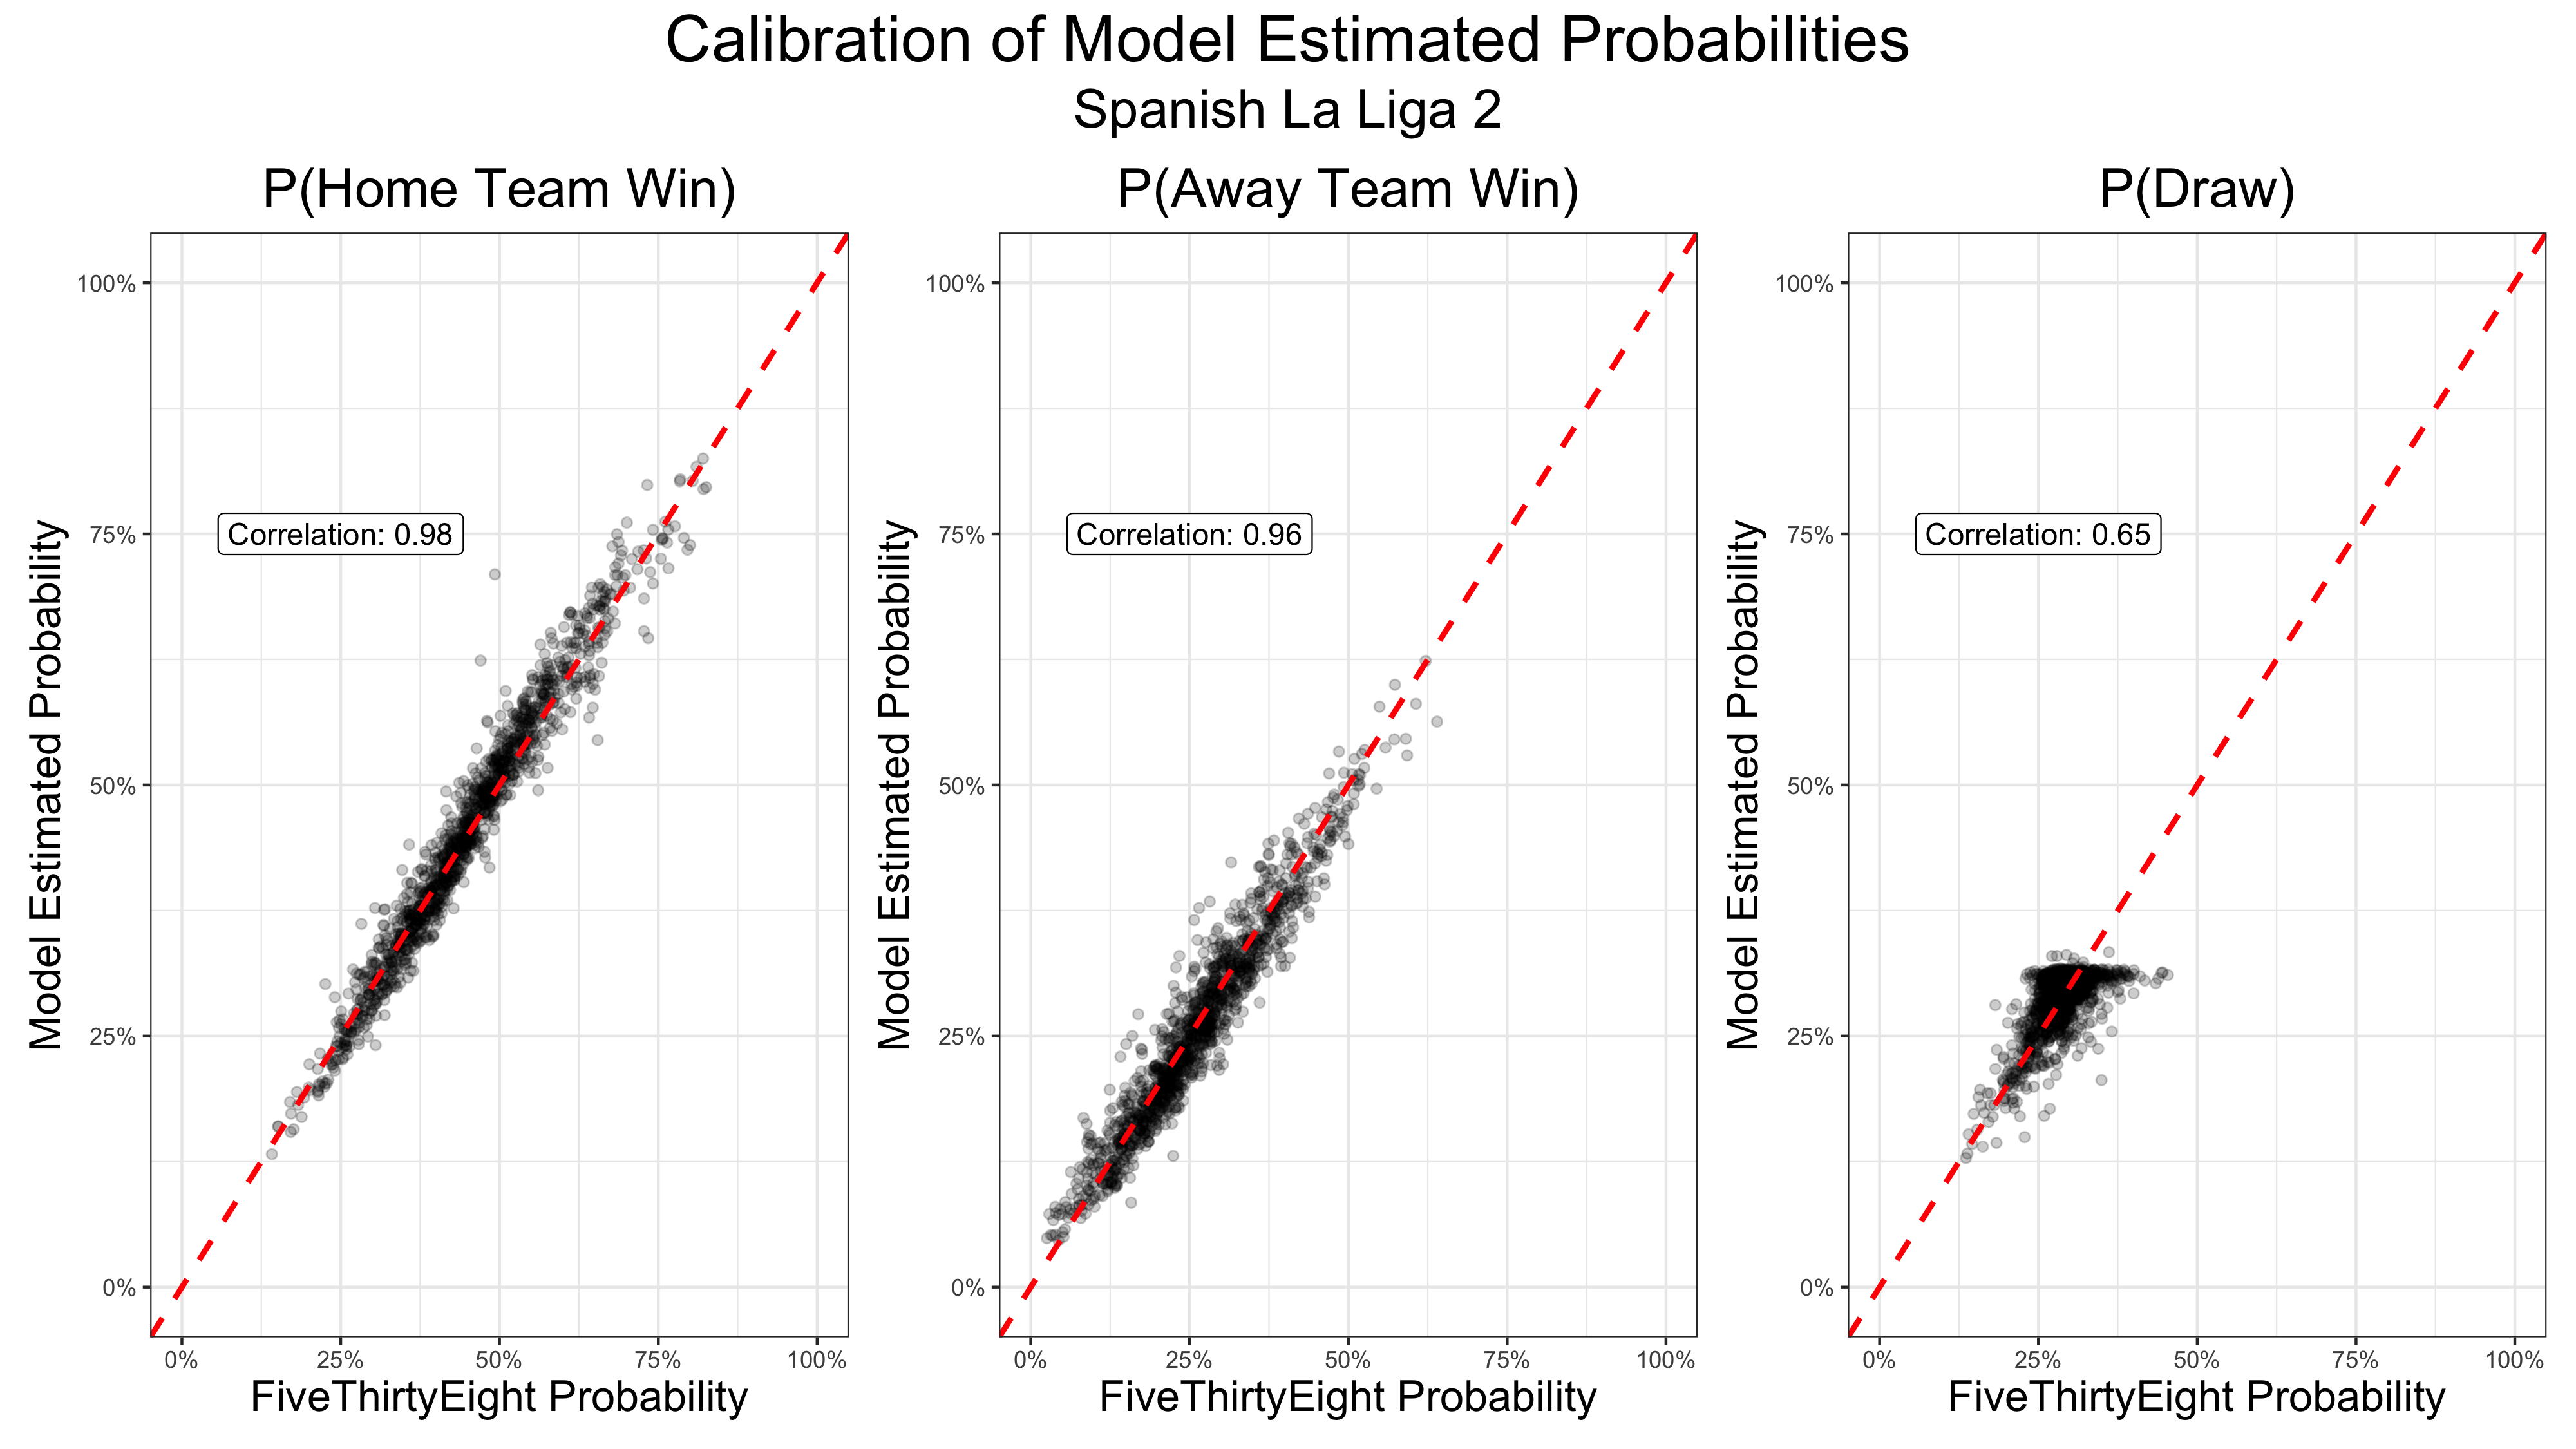 Calibration of Model Estimated Probabilities
Spanish La Liga 2
P(Home Team Win)
Model Estimated Probability
100%
75%
50%
25%
0%
Correlation: 0.98
0% 25% 50% 75% 100%
FiveThirtyEight Probability
P(Away Team Win)
Model Estimated Probability
100%
75%
50%
25%
0%
Correlation: 0.96
0% 25% 50% 75% 100%
FiveThirtyEight Probability
P(Draw)
Model Estimated Probability
100%
75%
50%
25%
0%
Correlation: 0.65
0% 25% 50% 75% 100%
FiveThirtyEight Probability